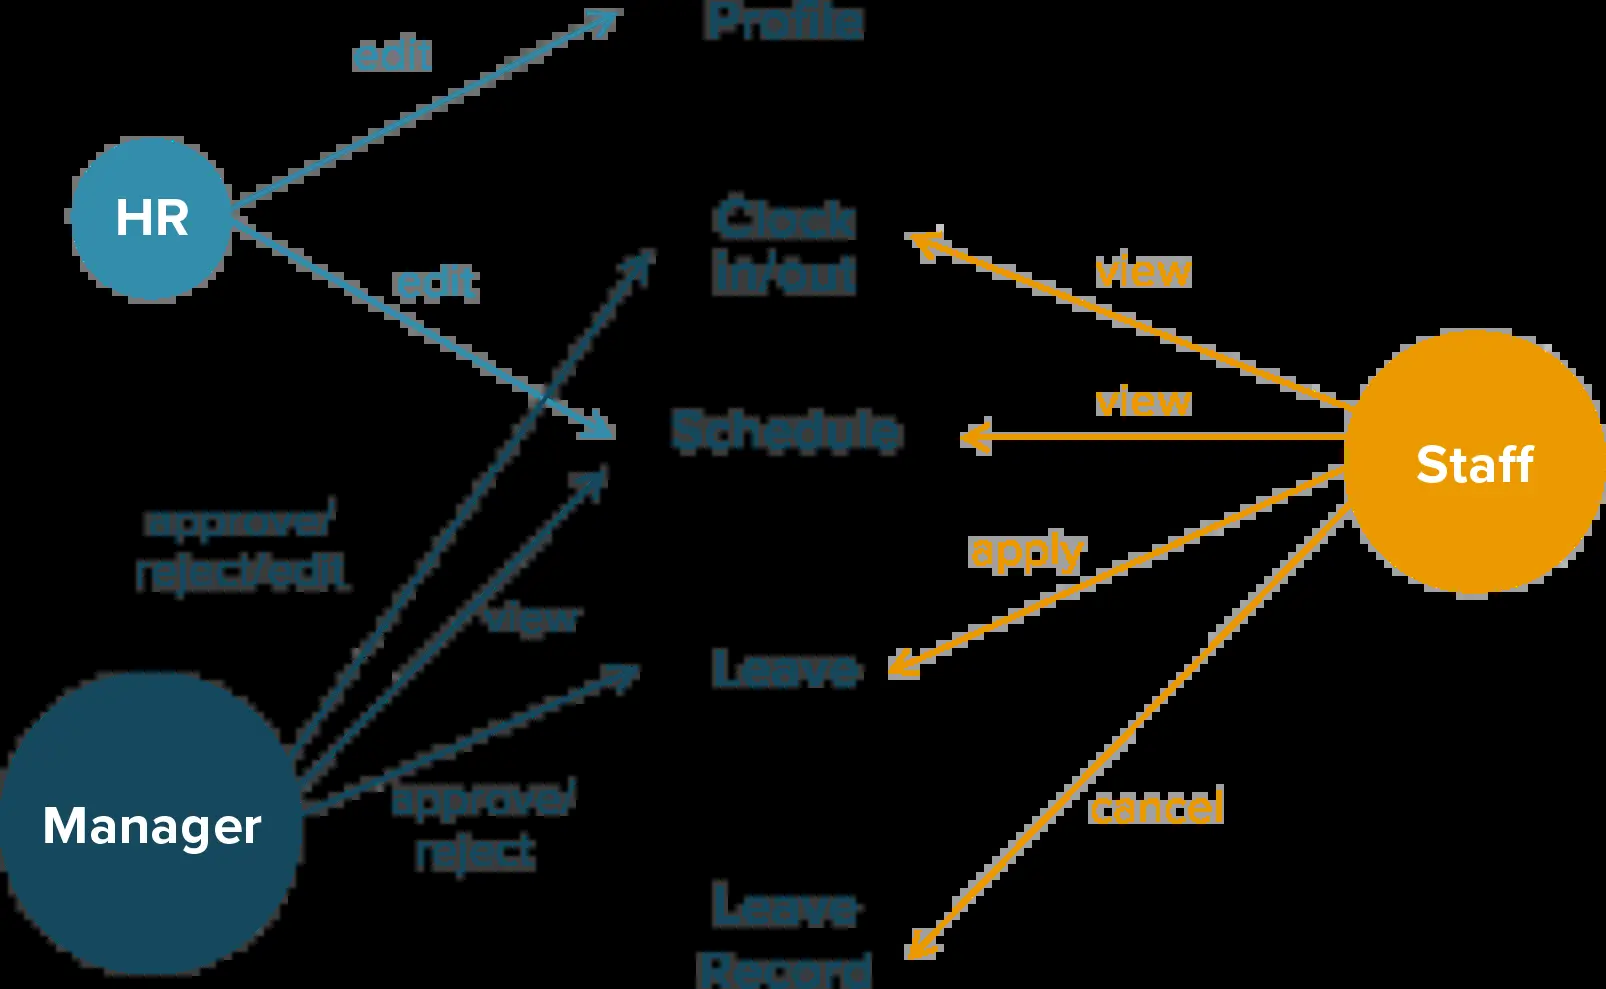 Profile
edit
HR
Clock
in/out
edit
view
view
Schedule
Staff
approve/
reject/edit
apply
view
Leave
Manager
approve/
reject
cancel
Leave
Record